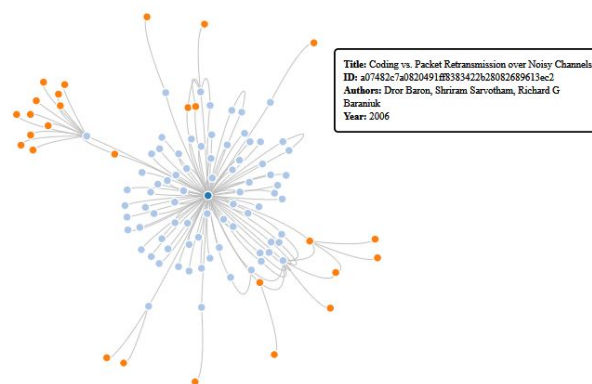 Title: Coding vs. Packet Retransmission over Noisy Channels
ID: a07482c7a0820491ff8383422b28082689613ec2
Authors: Dror Baron, Shriram Sarvotham, Richard G
Baraniuk
Year: 2006